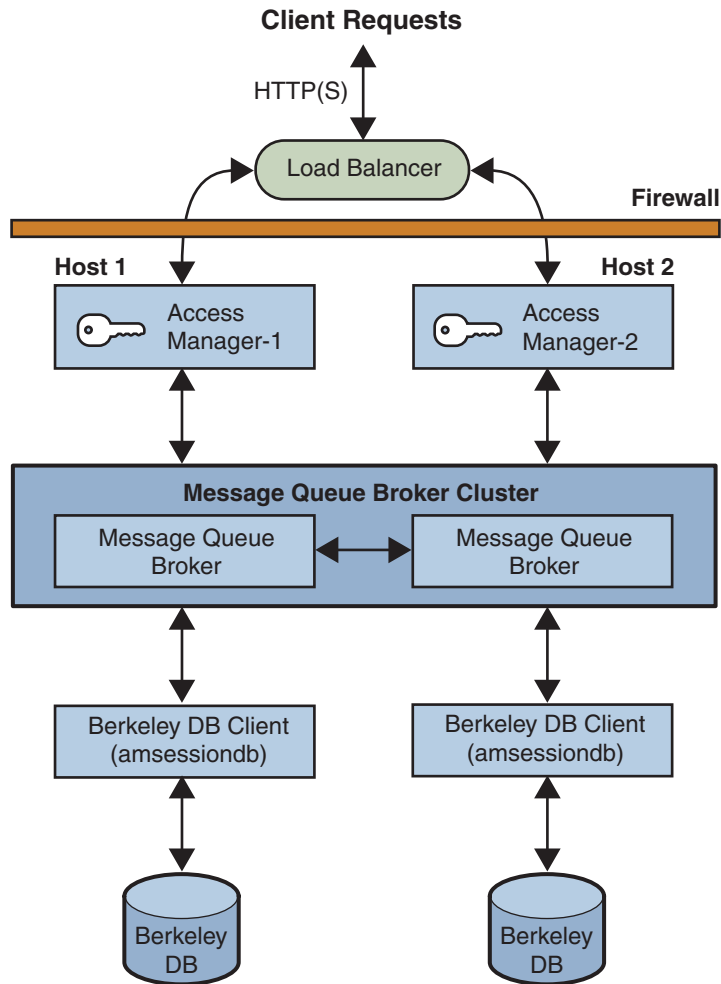 Client Requests
HTTP(S)
Load Balancer
Firewall
Host 1
Host 2
Access
Manager-1
Access
Manager-2
Message Queue Broker Cluster
Message Queue
Broker
Message Queue
Broker
Berkeley DB Client
(amsessiondb)
Berkeley DB Client
(amsessiondb)
Berkeley
DB
Berkeley
DB